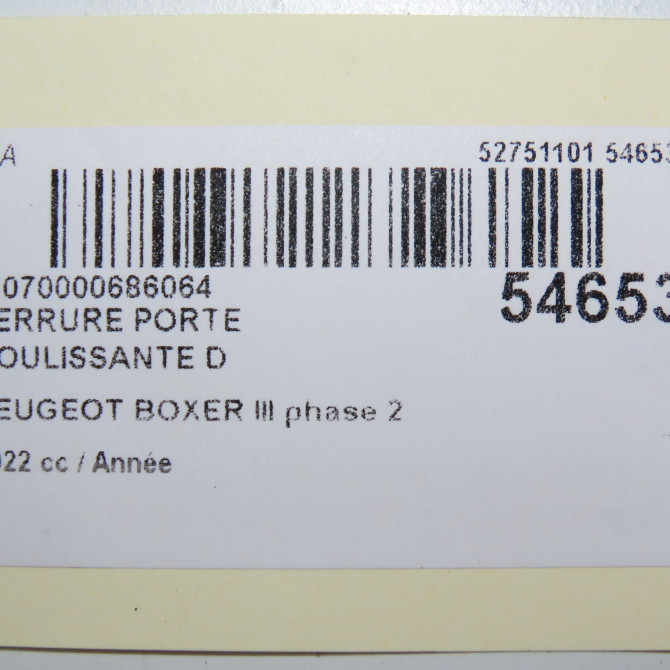 A 52751101 54653
070000686064 54653
ERRURE PORTE
OULISSANTE D
EUGEOT BOXER III phase 2
022 cc / Année